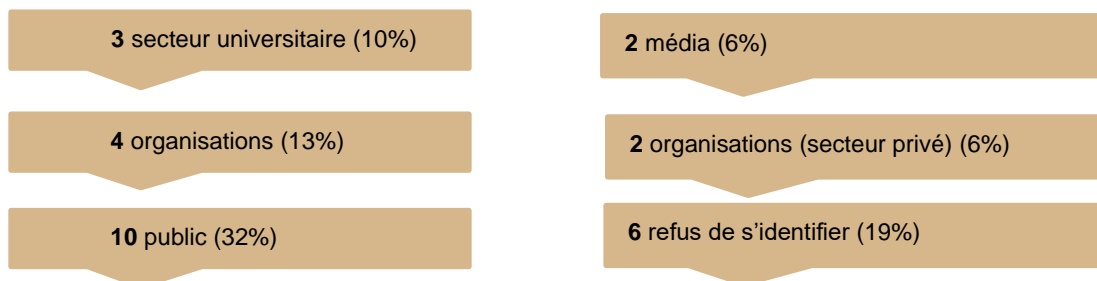 3 secteur universitaire (10%)
4 organisations (13%)
10 public (32%)
2 média (6%)
2 organisations (secteur privé) (6%)
6 refus de s’identifier (19%)